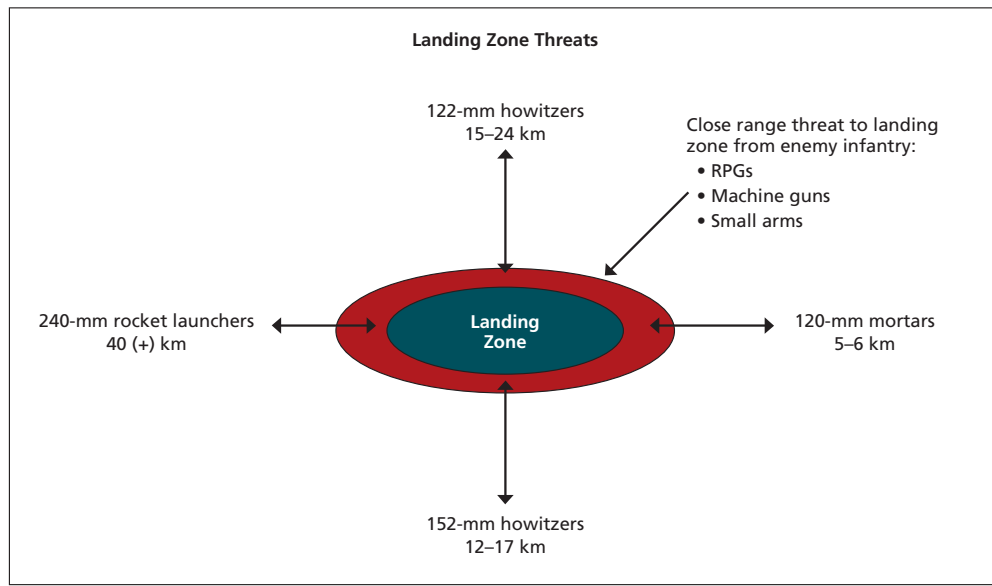 Landing Zone Threats
122-mm howitzers
15–24 km
Close range threat to landing
zone from enemy infantry:
• RPGs
• Machine guns
• Small arms
240-mm rocket launchers
40 (+) km
Landing
Zone
120-mm mortars
5–6 km
152-mm howitzers
12–17 km